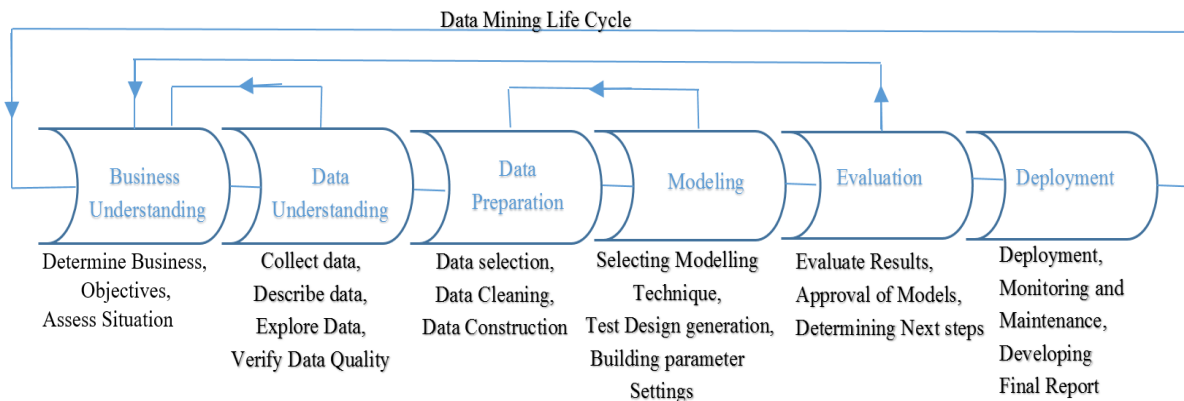 Data Mining Life Cycle
Business
Understanding
Data
Understanding
Data
Preparation
Modeling
Evaluation
Deployment
Determine Business,
Objectives,
Assess Situation
Collect data,
Describe data,
Explore Data,
Verify Data Quality
Data selection,
Data Cleaning,
Data Construction
Selecting Modelling
Technique,
Test Design generation,
Building parameter
Settings
Evaluate Results,
Approval of Models,
Determining Next steps
Deployment,
Monitoring and
Maintenance,
Developing
Final Report